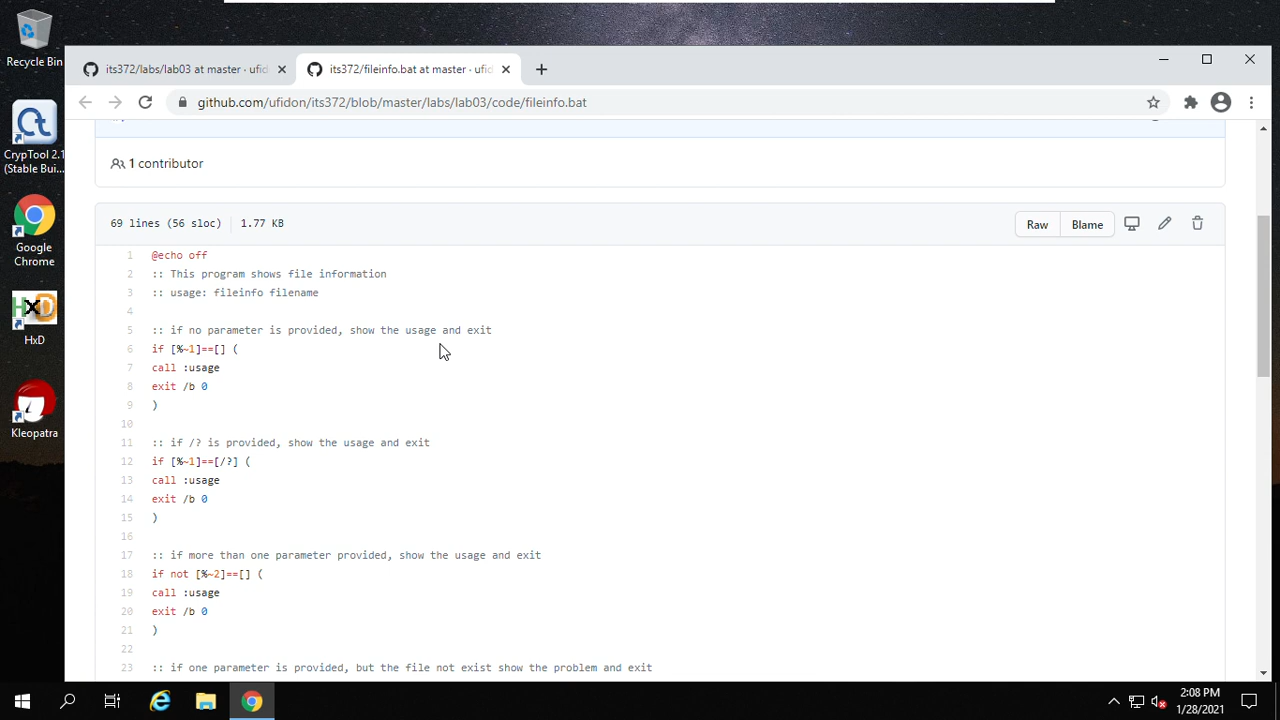 Recycle Bin
CrypTool 2.1
(Stable Bui...
Google
Chrome
HxD
Kleopatra
its372/labs/lab03 at master · ufid
its372/fileinfo.bat at master · ufid
github.com/ufidon/its372/blob/master/labs/lab03/code/fileinfo.bat
1 contributor
69 lines (56 sloc) 1.77 KB
Raw Blame
1 @echo off
2 :: This program shows file information
3 :: usage: fileinfo filename
4
5 :: if no parameter is provided, show the usage and exit
6 if [%~1]==[] (
7 call :usage
8 exit /b 0
9 )
10
11 :: if /? is provided, show the usage and exit
12 if [%~1]==[/?] (
13 call :usage
14 exit /b 0
15 )
16
17 :: if more than one parameter provided, show the usage and exit
18 if not [%~2]==[] (
19 call :usage
20 exit /b 0
21 )
22
23 :: if one parameter is provided, but the file not exist show the problem and exit
2:08 PM
1/28/2021